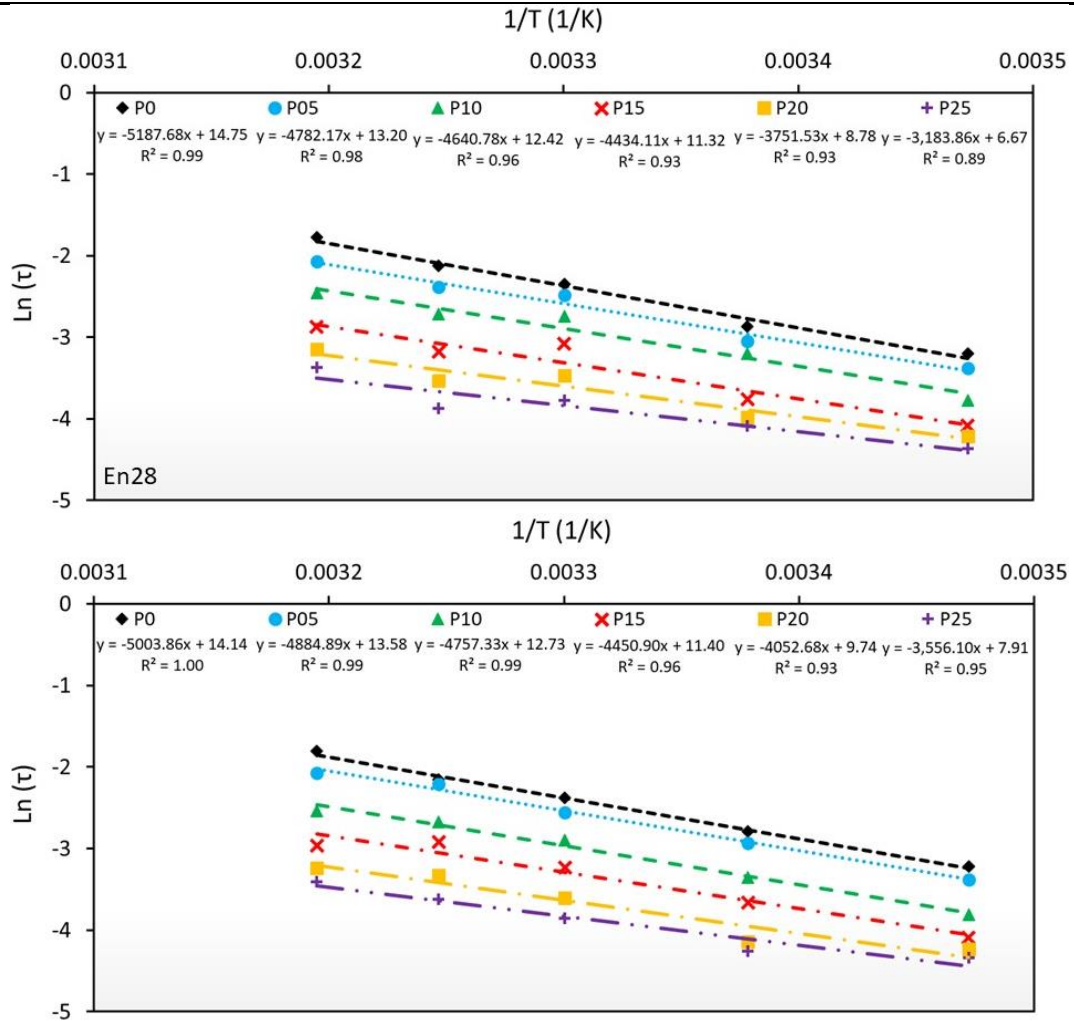 1/T (1/K)
0.0031 0.0032 0.0033 0.0034 0.0035
0 P0 P05 P10 P15 P20 P25
y = -5187.68x + 14.75 y = -4782.17x + 13.20 y = -4640.78x + 12.42 y = -4434.11x + 11.32 y = -3751.53x + 8.78 y = -3,183.86x + 6.67
R² = 0.99 R² = 0.98 R² = 0.96 R² = 0.93 R² = 0.93 R² = 0.89
-1
-2
Ln (τ)
-3
-4
En28
-5
1/T (1/K)
0.0031 0.0032 0.0033 0.0034 0.0035
0 P0 P05 P10 P15 P20 P25
y = -5003.86x + 14.14 y = -4884.89x + 13.58 y = -4757.33x + 12.73 y = -4450.90x + 11.40 y = -4052.68x + 9.74 y = -3,556.10x + 7.91
R² = 1.00 R² = 0.99 R² = 0.99 R² = 0.96 R² = 0.93 R² = 0.95
-1
-2
Ln (τ)
-3
-4
-5